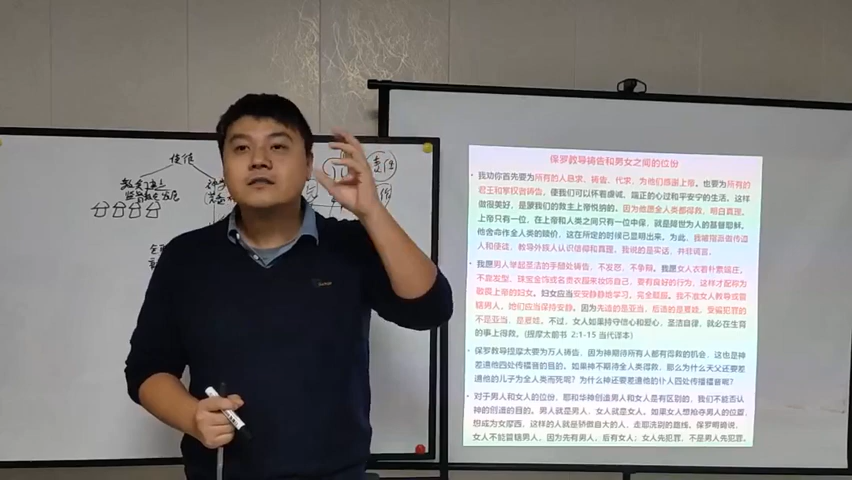 使徒
保罗教导祷告和男女之间的位份
• 我劝你首先要为所有的人恳求、祷告、代求,为他们感谢上帝。也要为所有的
君王和掌权者祷告,使我们可以怀着虔诚、端正的心过和平安宁的生活。这样
做很美好,是蒙我们的救主上帝悦纳的。因为祂愿全人类都得救,明白真理。
上帝只有一位,在上帝和人类之间只有一位中保,就是降世为人的基督耶稣。
祂舍命作全人类的赎价,这在所定的时候已显明出来。为此,我被指派做传道
人和使徒,教导外族人认识信仰和真理。我说的是实话,并非谎言。
• 我愿男人举起圣洁的手随处祷告,不发怒,不争辩。我愿女人衣着朴素端庄,
不弄发型、珠宝金饰或名贵衣服来妆饰自己,要有良好的行为,这样才配称为
敬畏上帝的妇女。妇女应当安安静静地学习,完全顺服。我不准女人教导或管
辖男人,她们应当保持安静。因为先造的是亚当,后造的是夏娃。受骗犯罪的
不是亚当,是夏娃。不过,女人如果持守信心和爱心,圣洁自律,就必在生育
的事上得救。(提摩太前书 2:1-15 当代译本)
• 保罗教导提摩太要为万人祷告,因为神期待所有人都有得救的机会,这也是神
差遣他四处传福音的目的。如果神不期待全人类得救,那么为什么天父还要差
遣他的儿子为全人类而死呢?为什么神还要差遣他的仆人四处传播福音呢?
• 对于男人和女人的位份,耶和华神创造男人和女人是有区别的,我们不能否认
神的创造的目的。男人就是男人,女人就是女人。如果女人想抢夺男人的位置,
想成为女摩西,这样的人就是骄傲自大的人,走耶洗别的路线。保罗明确说,
女人不能管辖男人,因为先有男人,后有女人;女人先犯罪,不是男人先犯罪。